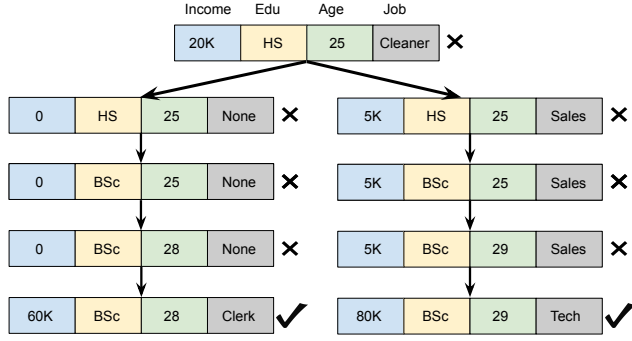 Income Edu Age Job
20K HS 25 Cleaner
0 HS 25 None
5K HS 25 Sales
0 BSc 25 None
5K BSc 25 Sales
0 BSc 28 None
5K BSc 29 Sales
60K BSc 28 Clerk
80K BSc 29 Tech